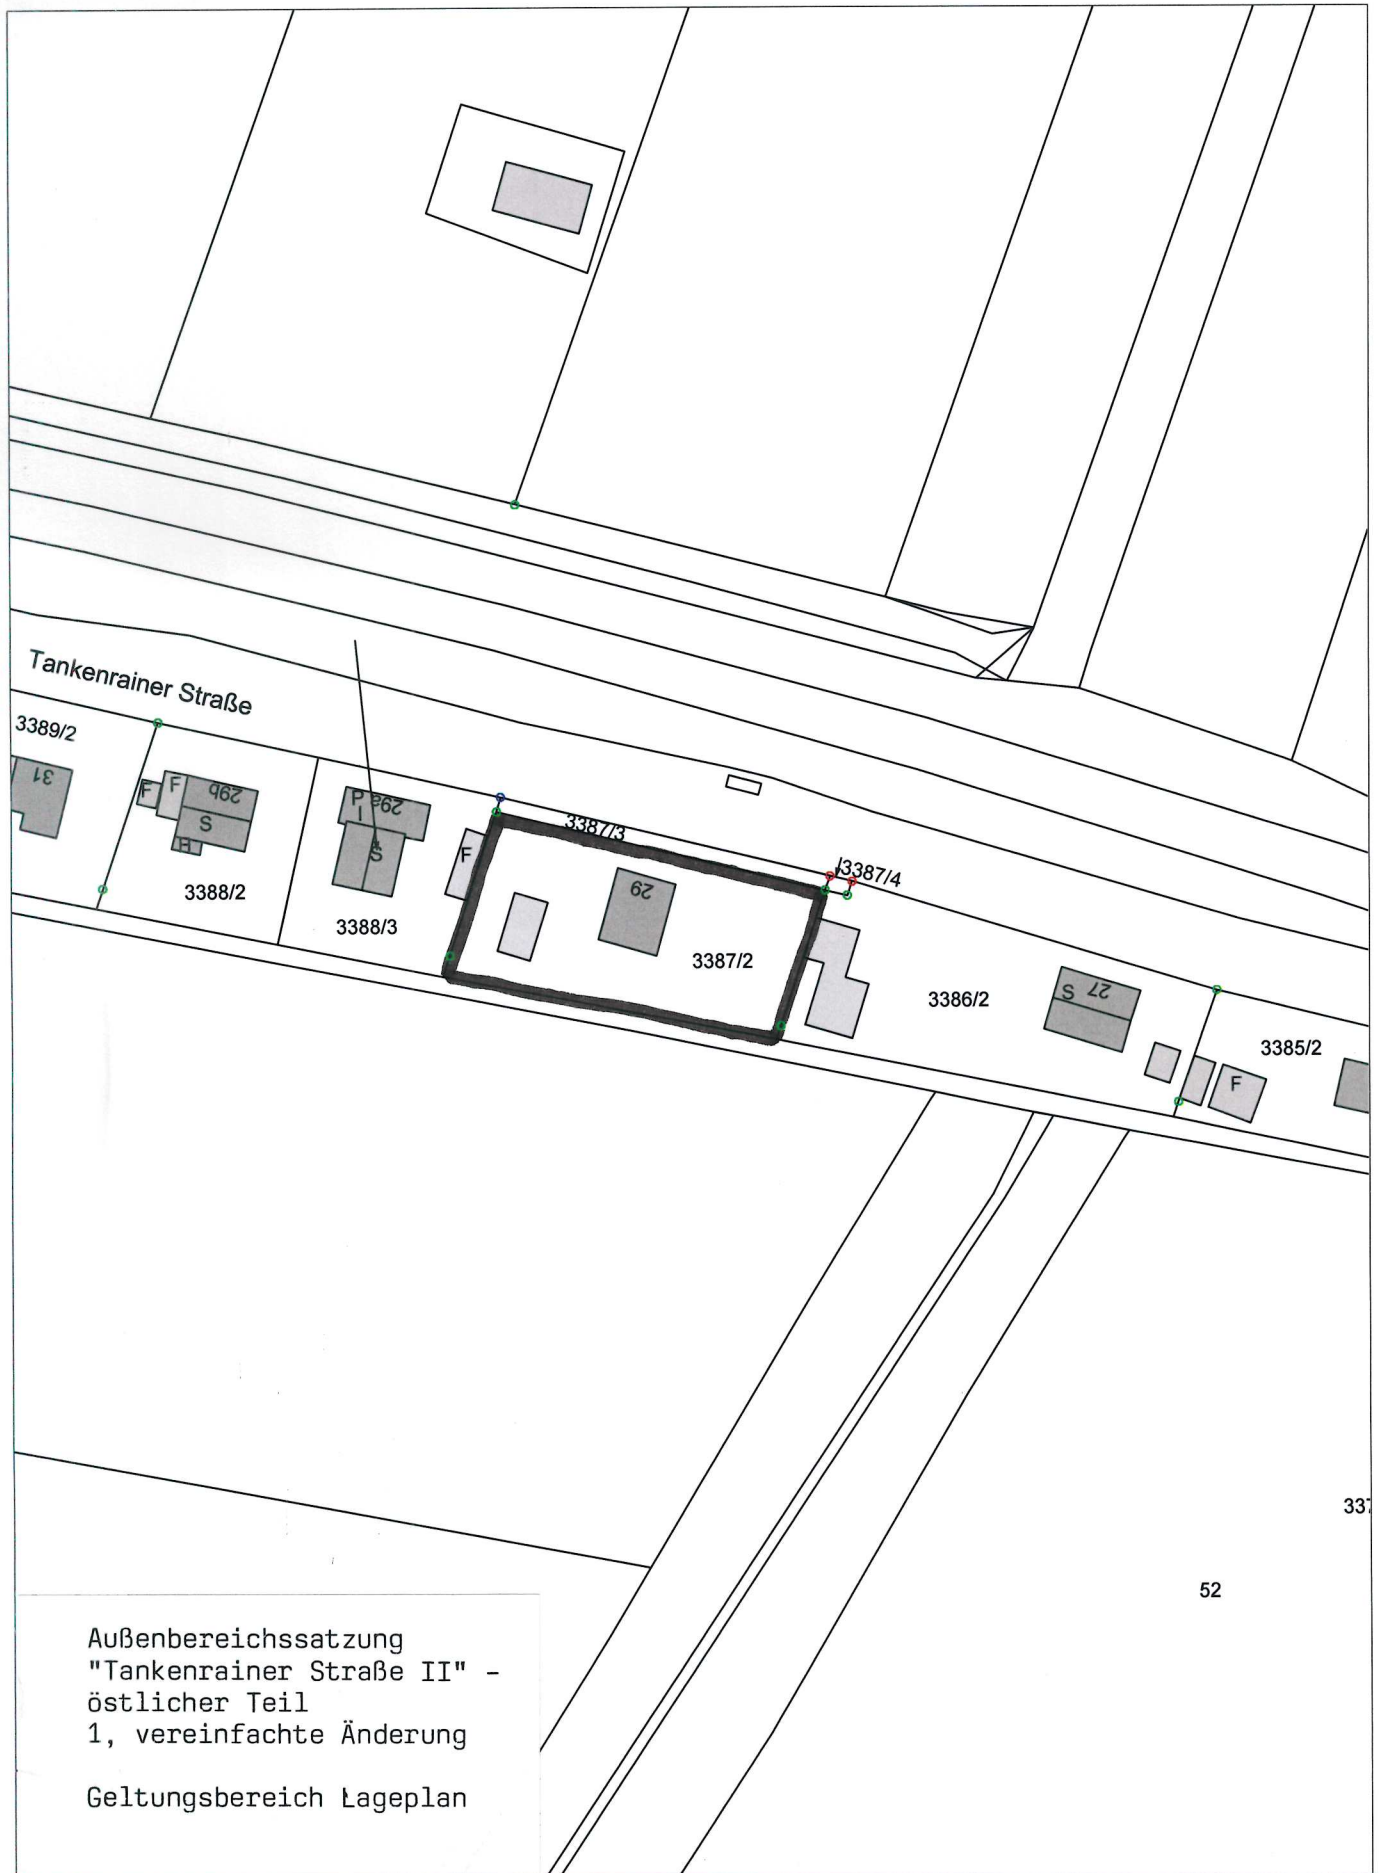 Tankenrainer Straße
3389/2
31
F
F
29b
S
H
3388/2
P
29a
I
S
3388/3
F
3387/3
29
3387/2
/3387/4
3386/2
S
27
3385/2
F
337
52
Außenbereichssatzung
"Tankenrainer Straße II" -
östlicher Teil
1, vereinfachte Änderung
Geltungsbereich Lageplan